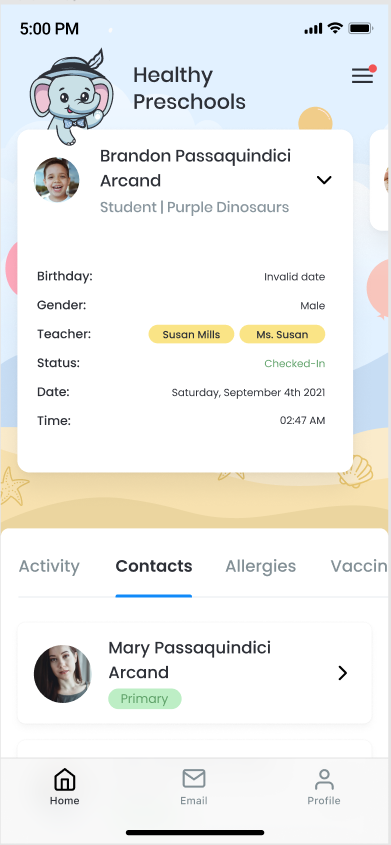 5:00 PM
Healthy
Preschools
Brandon Passaquindici
Arcand
Student | Purple Dinosaurs
Birthday: Invalid date
Gender: Male
Teacher: Susan Mills Ms. Susan
Status: Checked-In
Date: Saturday, September 4th 2021
Time: 02:47 AM
Activity Contacts Allergies Vaccin
Mary Passaquindici
Arcand
Primary
Home Email Profile